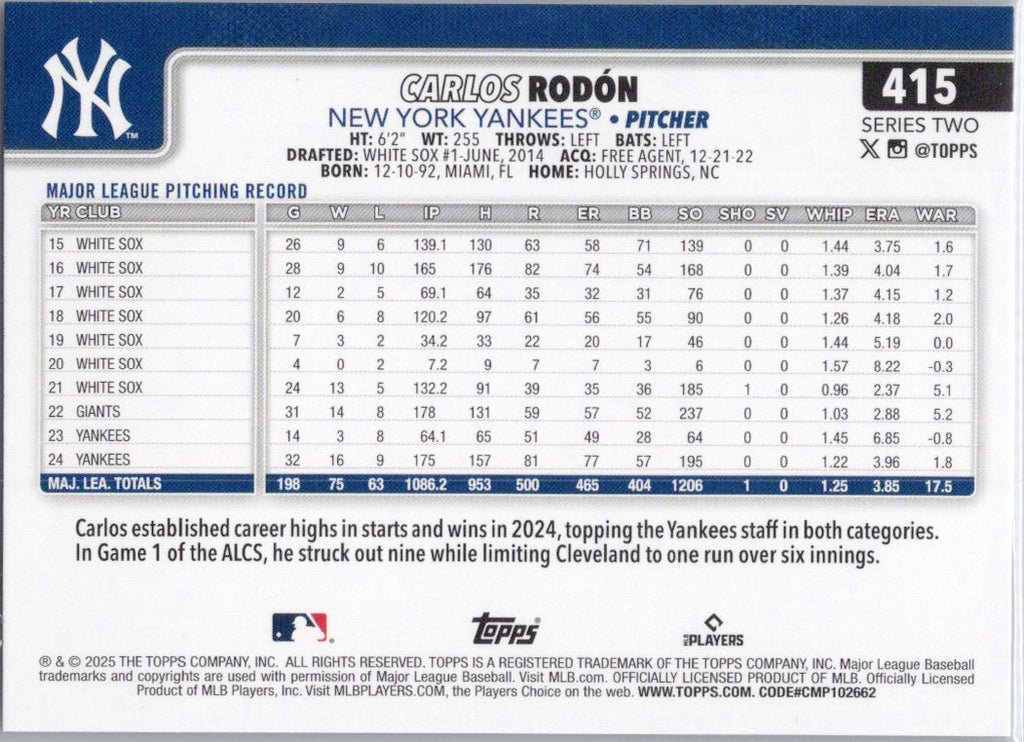 NY
TM
CARLOS RODÓN
415
NEW YORK YANKEES® • PITCHER
SERIES TWO
HT: 6'2" WT: 255 THROWS: LEFT BATS: LEFT
@TOPPS
DRAFTED: WHITE SOX #1-JUNE, 2014 ACQ: FREE AGENT, 12-21-22
BORN: 12-10-92, MIAMI, FL HOME: HOLLY SPRINGS, NC
MAJOR LEAGUE PITCHING RECORD
YR CLUB G W L IP H R ER BB SO SHO SV WHIP ERA WAR
15 WHITE SOX 26 9 6 139.1 130 63 58 71 139 0 0 1.44 3.75 1.6
16 WHITE SOX 28 9 10 165 176 82 74 54 168 0 0 1.39 4.04 1.7
17 WHITE SOX 12 2 5 69.1 64 35 32 31 76 0 0 1.37 4.15 1.2
18 WHITE SOX 20 6 8 120.2 97 61 56 55 90 0 0 1.26 4.18 2.0
19 WHITE SOX 7 3 2 34.2 33 22 20 17 46 0 0 1.44 5.19 0.0
20 WHITE SOX 4 0 2 7.2 9 7 7 3 6 0 0 1.57 8.22 -0.3
21 WHITE SOX 24 13 5 132.2 91 39 35 36 185 1 0 0.96 2.37 5.1
22 GIANTS 31 14 8 178 131 59 57 52 237 0 0 1.03 2.88 5.2
23 YANKEES 14 3 8 64.1 65 51 49 28 64 0 0 1.45 6.85 -0.8
24 YANKEES 32 16 9 175 157 81 77 57 195 0 0 1.22 3.96 1.8
MAJ. LEA. TOTALS 198 75 63 1086.2 953 500 465 404 1206 1 0 1.25 3.85 17.5
Carlos established career highs in starts and wins in 2024, topping the Yankees staff in both categories.
In Game 1 of the ALCS, he struck out nine while limiting Cleveland to one run over six innings.
Topps®
MLB PLAYERS
® & © 2025 THE TOPPS COMPANY, INC. ALL RIGHTS RESERVED. TOPPS IS A REGISTERED TRADEMARK OF THE TOPPS COMPANY, INC. Major League Baseball
trademarks and copyrights are used with permission of Major League Baseball. Visit MLB.com. OFFICIALLY LICENSED PRODUCT OF MLB. Officially Licensed
Product of MLB Players, Inc. Visit MLBPLAYERS.COM, the Players Choice on the web. WWW.TOPPS.COM. CODE#CMP102662